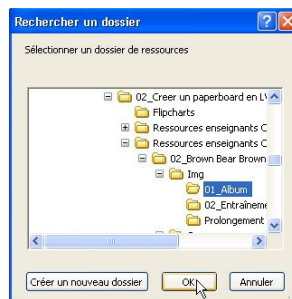 Rechercher un dossier
Sélectionner un dossier de ressources
02_Creer un paperboard en LV
Flipcharts
Ressources enseignants C
Ressources enseignants C
02_Brown Bear Brown
Img
01_Album
02_Entraîneme
Prolongement
Créer un nouveau dossier
OK
Annuler